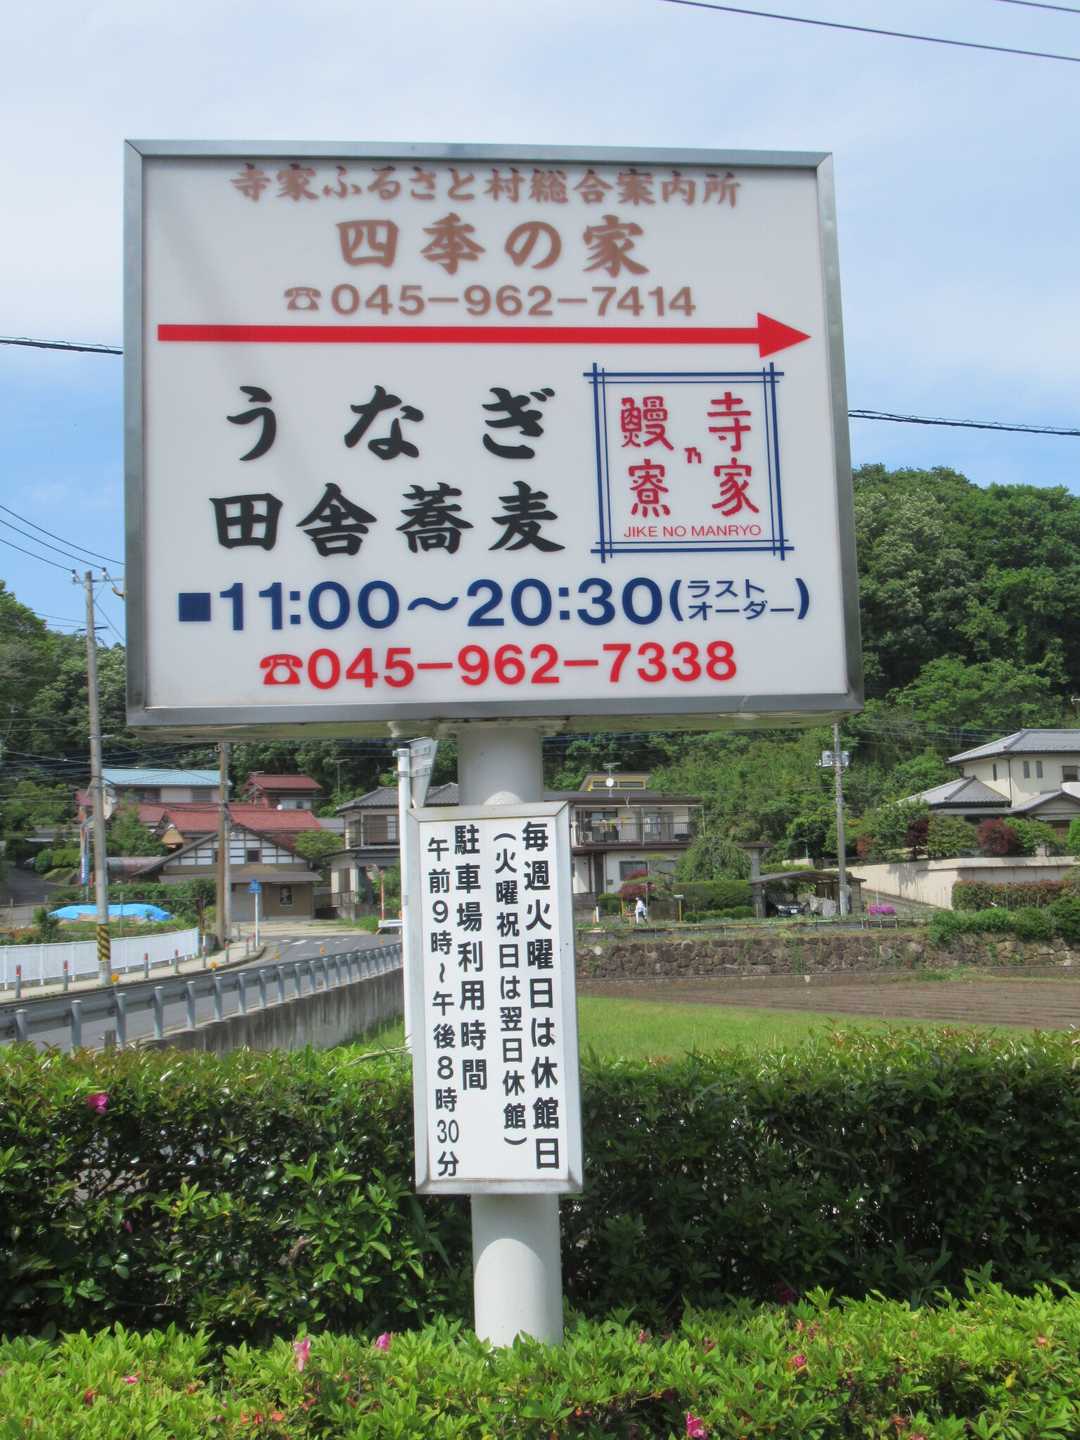 寺家ふるさと村総合案内所
四季の家
☎045-962-7414
うなぎ
田舎蕎麦
寺家
乃
鰻寮
JIKE NO MANRYO
■11:00〜20:30(ラストオーダー)
☎045-962-7338
毎週火曜日は休館日
(火曜祝日は翌日休館)
駐車場利用時間
午前9時〜午後8時30分